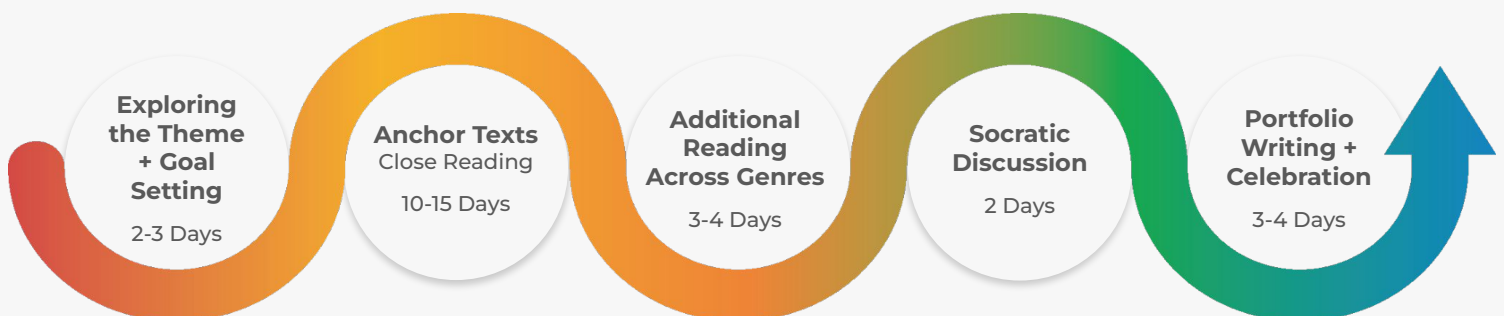 Exploring
the Theme
+ Goal
Setting
2-3 Days
Anchor Texts
Close Reading
10-15 Days
Additional
Reading
Across Genres
3-4 Days
Socratic
Discussion
2 Days
Portfolio
Writing +
Celebration
3-4 Days